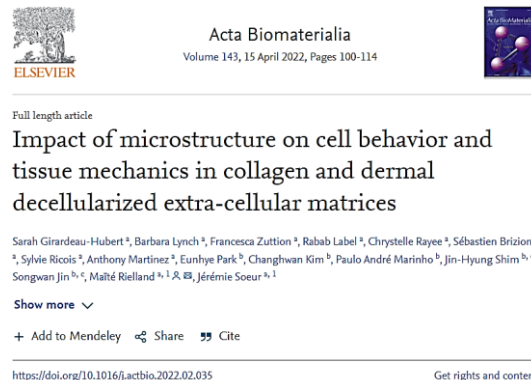 ELSEVIER
Acta Biomaterialia
Volume 143, 15 April 2022, Pages 100-114
Acta BioMaterialia
Full length article
Impact of microstructure on cell behavior and
tissue mechanics in collagen and dermal
decellularized extra-cellular matrices
Sarah Girardeau-Hubert a, Barbara Lynch a, Francesca Zuttion a, Rabab Label a, Chrystelle Rayee a, Sébastien Brizion
a, Sylvie Ricois a, Anthony Martinez a, Eunhye Park b, Changhwan Kim b, Paulo André Marinho b, Jin-Hyung Shim b,
Songwan Jin b, c, Maïté Rielland a, 1, Jérémie Soeur a, 1
Show more
Add to Mendeley Share Cite
https://doi.org/10.1016/j.actbio.2022.02.035 Get rights and conten